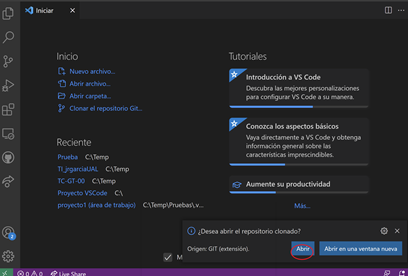 Iniciar
Inicio
Nuevo archivo...
Abrir archivo...
Abrir carpeta...
Clonar el repositorio Git...
Reciente
Prueba C:\Temp
TI_jrgarciaUAL C:\Temp
TC-GT-00 C:\Temp
Proyecto VSCode C:\
proyecto1 (área de trabajo) C:\Temp\Pruebas\.v...
Tutoriales
Introducción a VS Code
Descubra las mejores personalizaciones
para configurar VS Code a su manera.
Conozca los aspectos básicos
Vaya directamente a VS Code y obtenga
información general sobre las
características imprescindibles.
Aumente su productividad
Más...
¿Desea abrir el repositorio clonado?
Origen: GIT (extensión).
Abrir
Abrir en una ventana nueva
2
M
0 0
Live Share